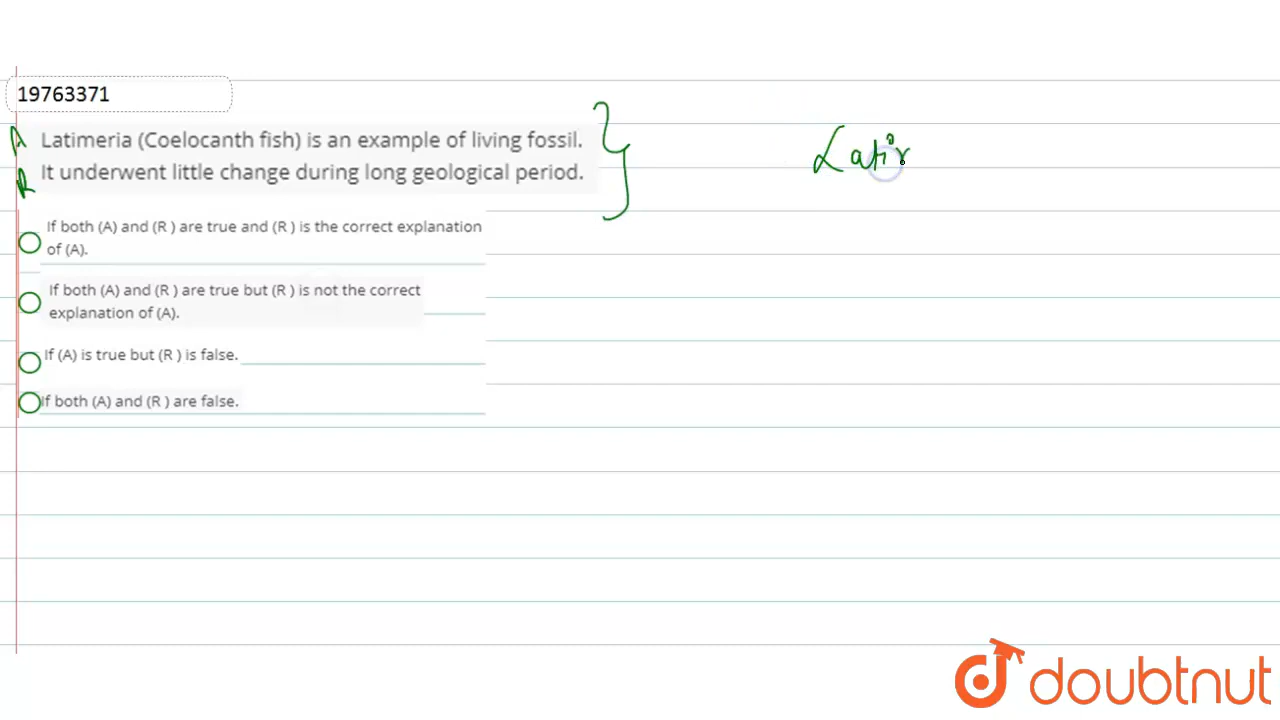 19763371
A Latimeria (Coelocanth fish) is an example of living fossil.
R It underwent little change during long geological period.
Latir
If both (A) and (R ) are true and (R ) is the correct explanation
of (A).
If both (A) and (R ) are true but (R ) is not the correct
explanation of (A).
If (A) is true but (R ) is false.
If both (A) and (R ) are false.
doubtnut